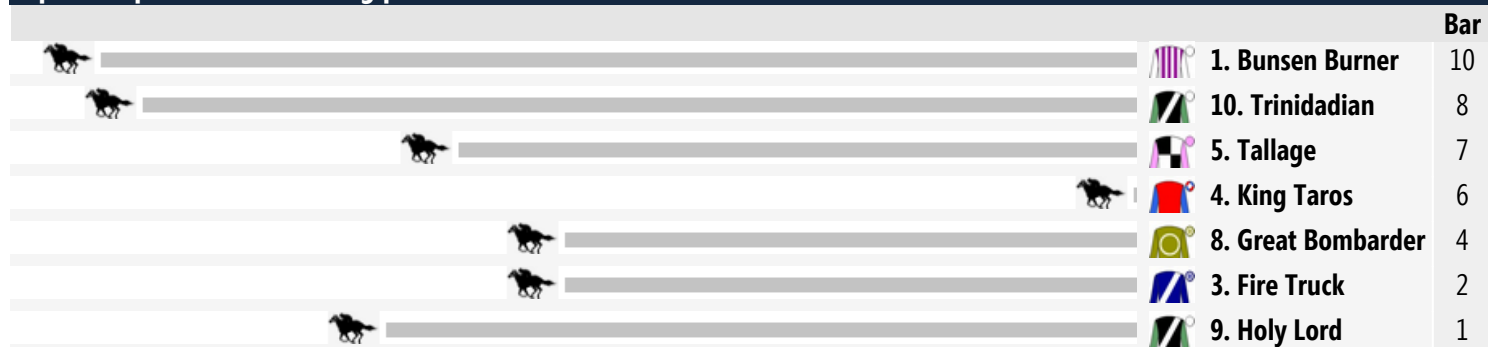 Bar
1. Bunsen Burner 10
10. Trinidadian 8
5. Tallage 7
4. King Taros 6
8. Great Bombarder 4
3. Fire Truck 2
9. Holy Lord 1